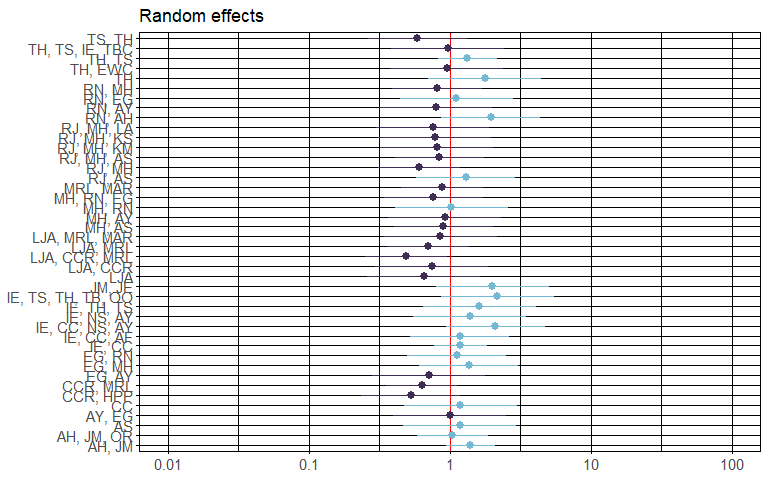 Random effects
TS, TH
TH, TS, IE, TBC
TH, TS
TH, EWC
TH
RN, MH
RN, EG
RN, AY
RN, AH
RJ, MH, LA
RJ, MH, KS
RJ, MH, KM
RJ, MH, AS
RJ, MH
RJ, AS
MRL, MAR
MH, RN, EG
MH, RN
MH, AY
MH, AS
LJA, MRL, MAR
LJA, MRL
LJA, CCR, MRL
LJA, CCR
LJA
JM, JE
IE, TS, TH, TB, OO
IE, TH, TS
IE, NS, AY
IE, CC, NS, AY
IE, CC, AF
IE, CC
EG, RN
EG, MH
EG, AY
CCR, MRL
CCR, HPP
CC
AY, EG
AS
AH, JM, OR
AH, JM
0.01 0.1 1 10 100